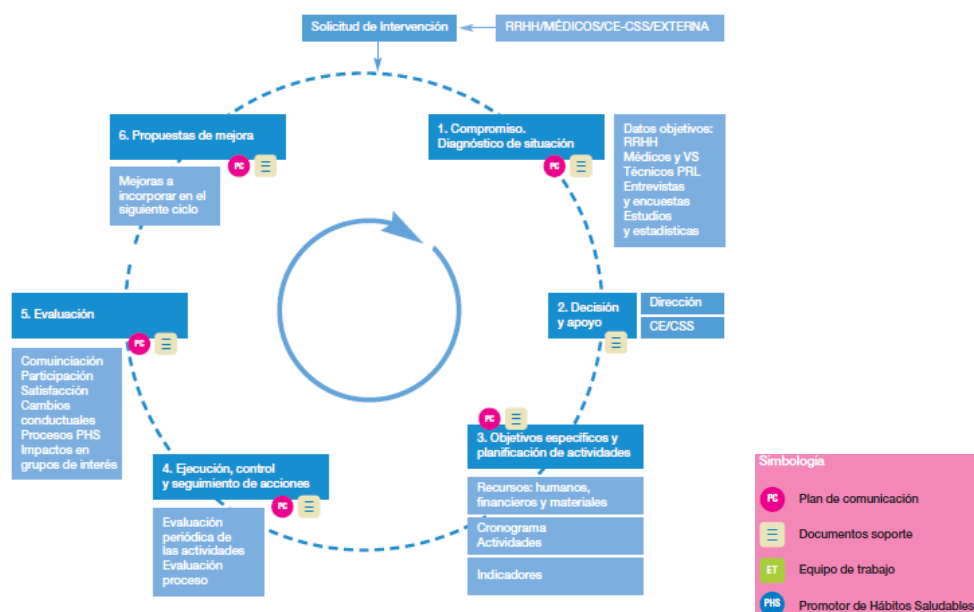 Solicitud de Intervención
RRHH/MÉDICOS/CE-CSS/EXTERNA
1. Compromiso.
Diagnóstico de situación
PC
Datos objetivos:
RRHH
Médicos y VS
Técnicos PRL
Entrevistas
y encuestas
Estudios
y estadísticas
2. Decisión
y apoyo
Dirección
CE/CSS
PC
3. Objetivos específicos y
planificación de actividades
Recursos: humanos,
financieros y materiales
Cronograma
Actividades
Indicadores
4. Ejecución, control
y seguimiento de acciones
PC
Evaluación
periódica de
las actividades
Evaluación
proceso
5. Evaluación
PC
Comuinciación
Participación
Satisfacción
Cambios
conductuales
Procesos PHS
Impactos en
grupos de interés
6. Propuestas de mejora
PC
Mejoras a
incorporar en el
siguiente ciclo
Simbología
PC Plan de comunicación
Documentos soporte
ET Equipo de trabajo
PHS Promotor de Hábitos Saludables